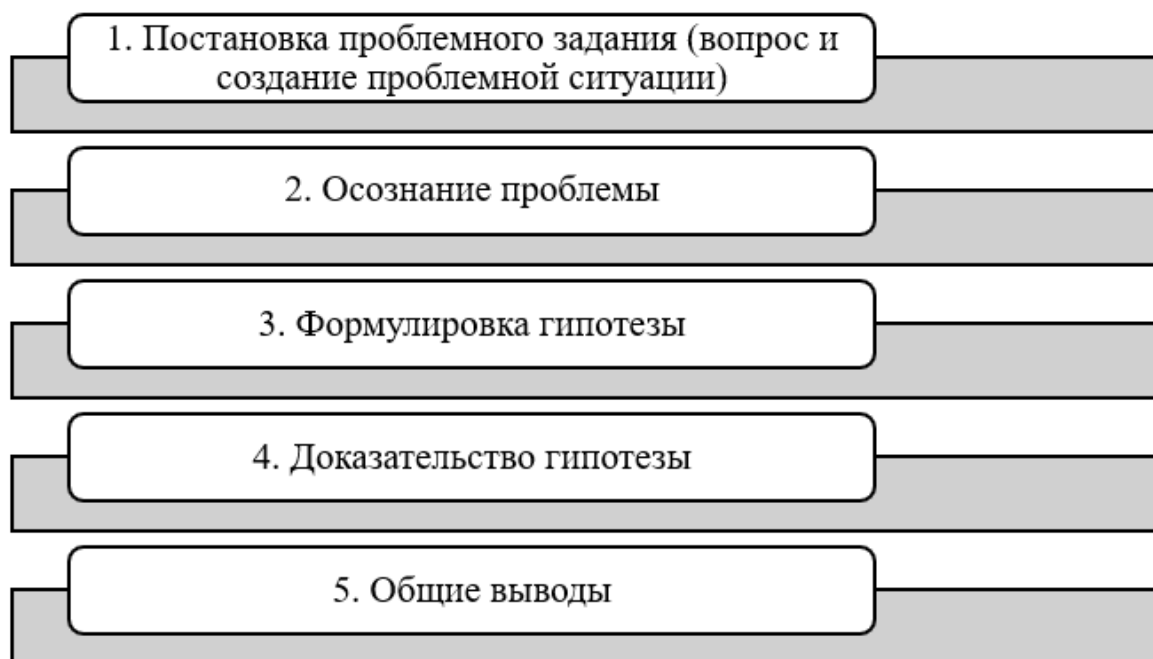 1. Постановка проблемного задания (вопрос и
создание проблемной ситуации)
2. Осознание проблемы
3. Формулировка гипотезы
4. Доказательство гипотезы
5. Общие выводы